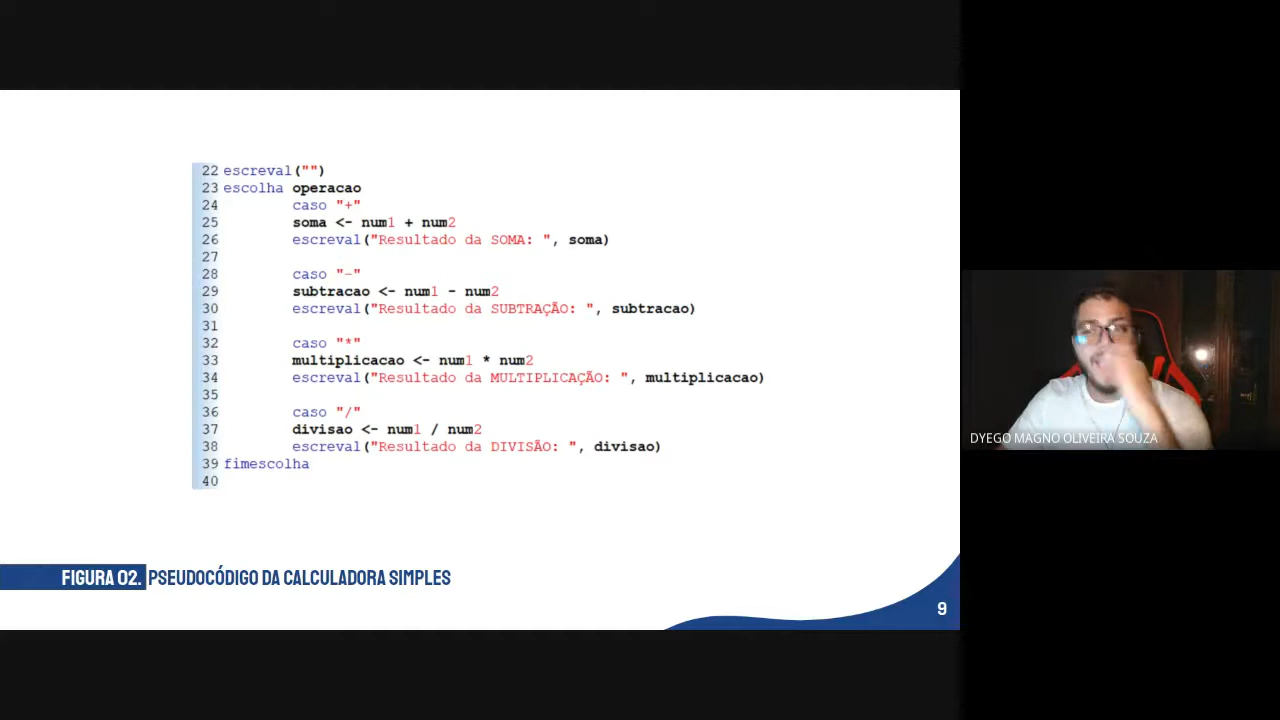 22 escreval("")
23 escolha operacao
24 caso "+"
25 soma <- num1 + num2
26 escreval("Resultado da SOMA: ", soma)
27
28 caso "-"
29 subtracao <- num1 - num2
30 escreval("Resultado da SUBTRAÇÃO: ", subtracao)
31
32 caso "*"
33 multiplicacao <- num1 * num2
34 escreval("Resultado da MULTIPLICAÇÃO: ", multiplicacao)
35
36 caso "/"
37 divisao <- num1 / num2
38 escreval("Resultado da DIVISÃO: ", divisao)
39 fimescolha
40
FIGURA 02. PSEUDOCÓDIGO DA CALCULADORA SIMPLES
9
DYEGO MAGNO OLIVEIRA SOUZA